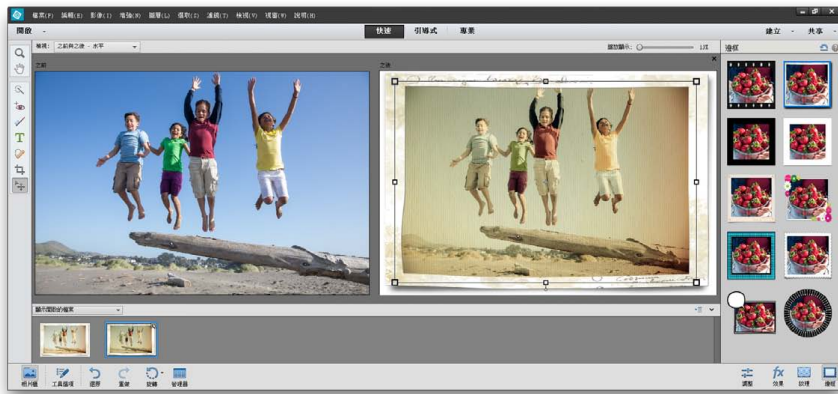 檔案(F) 編輯(E) 影像(I) 增強(N) 圖層(L) 選取(S) 濾鏡(T) 檢視(V) 視窗(W) 說明(H)
開啟 快速 引導式 專業 建立 共享
檢視: 之前與之後 - 水平 縮放顯示: 邊框
之前 之後
T
顯示開啟的檔案
相片匣 工具選項 還原 重做 旋轉 管理器 調整 fx 效果 紋理 邊框